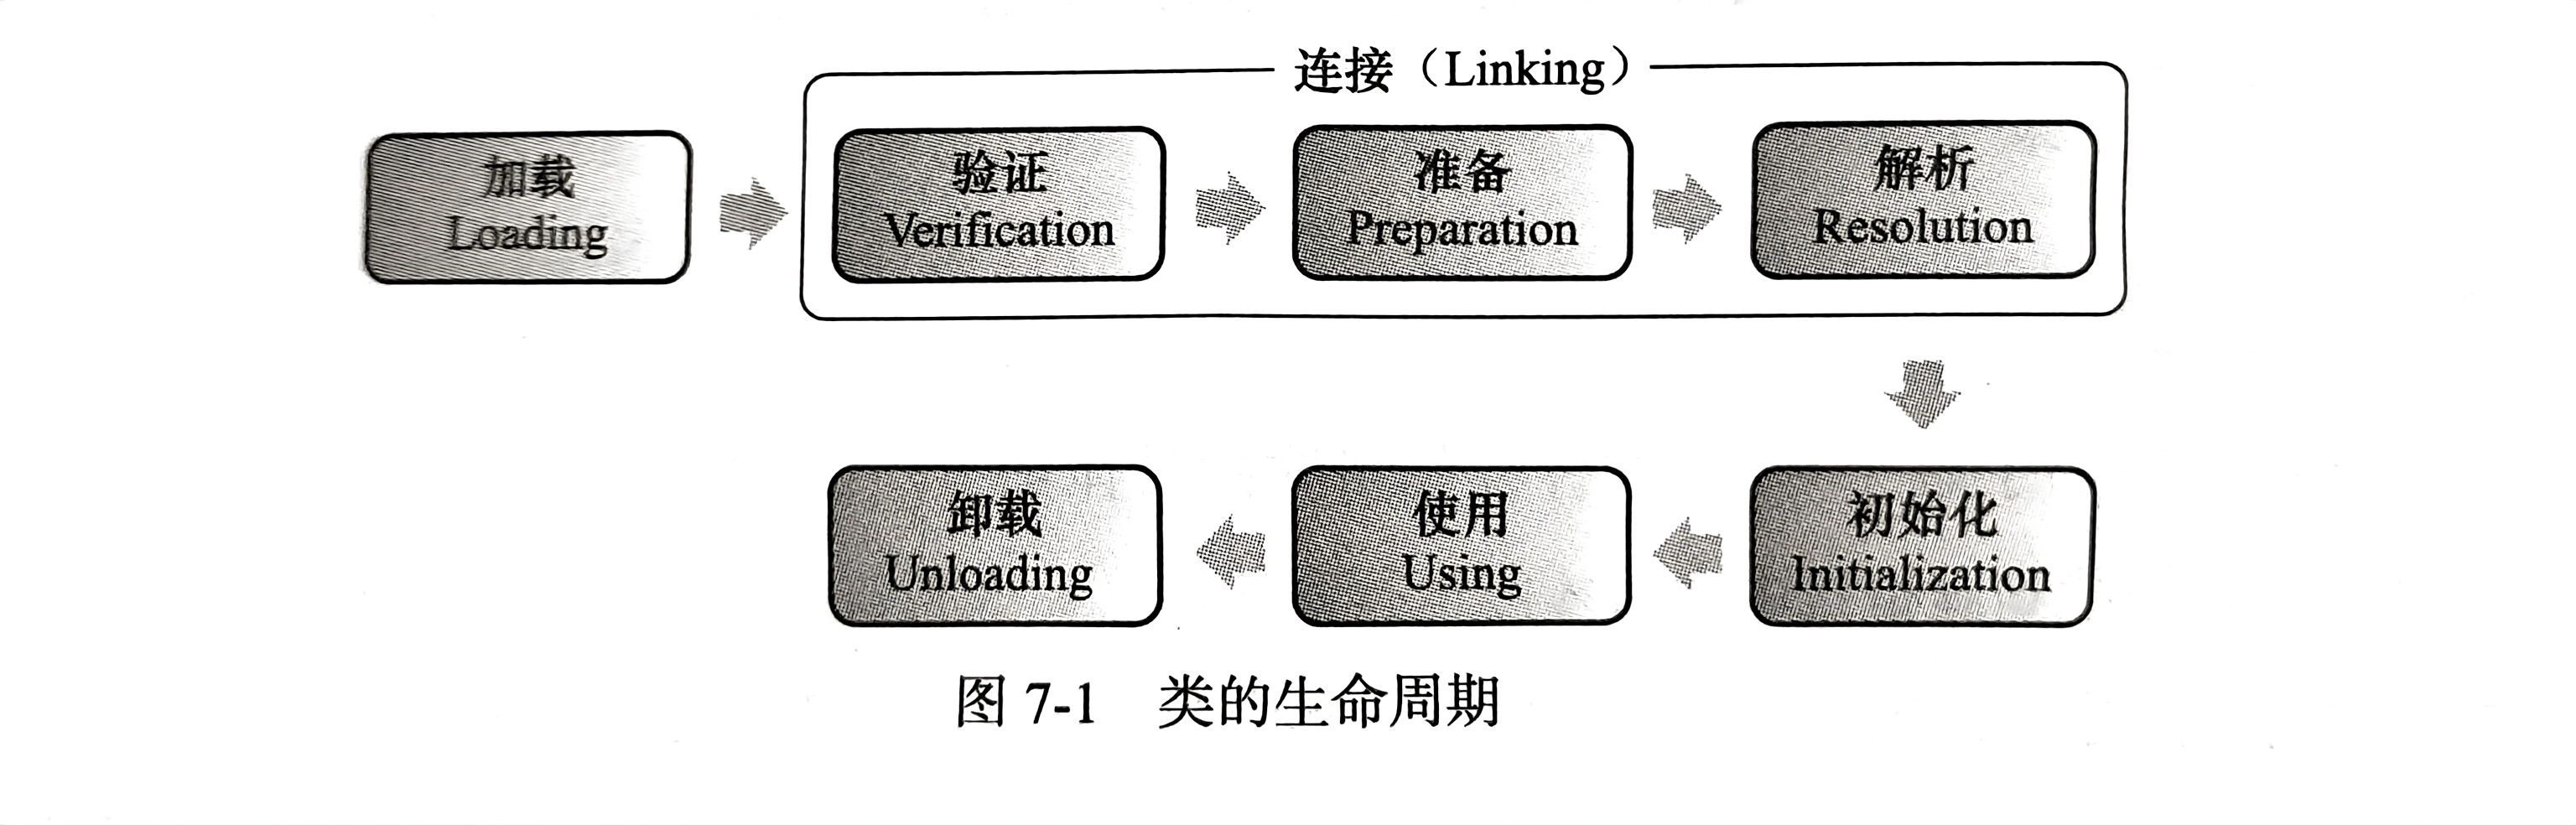 连接（Linking）
加载
Loading
验证
Verification
准备
Preparation
解析
Resolution
卸载
Unloading
使用
Using
初始化
Initialization
图 7-1 类的生命周期